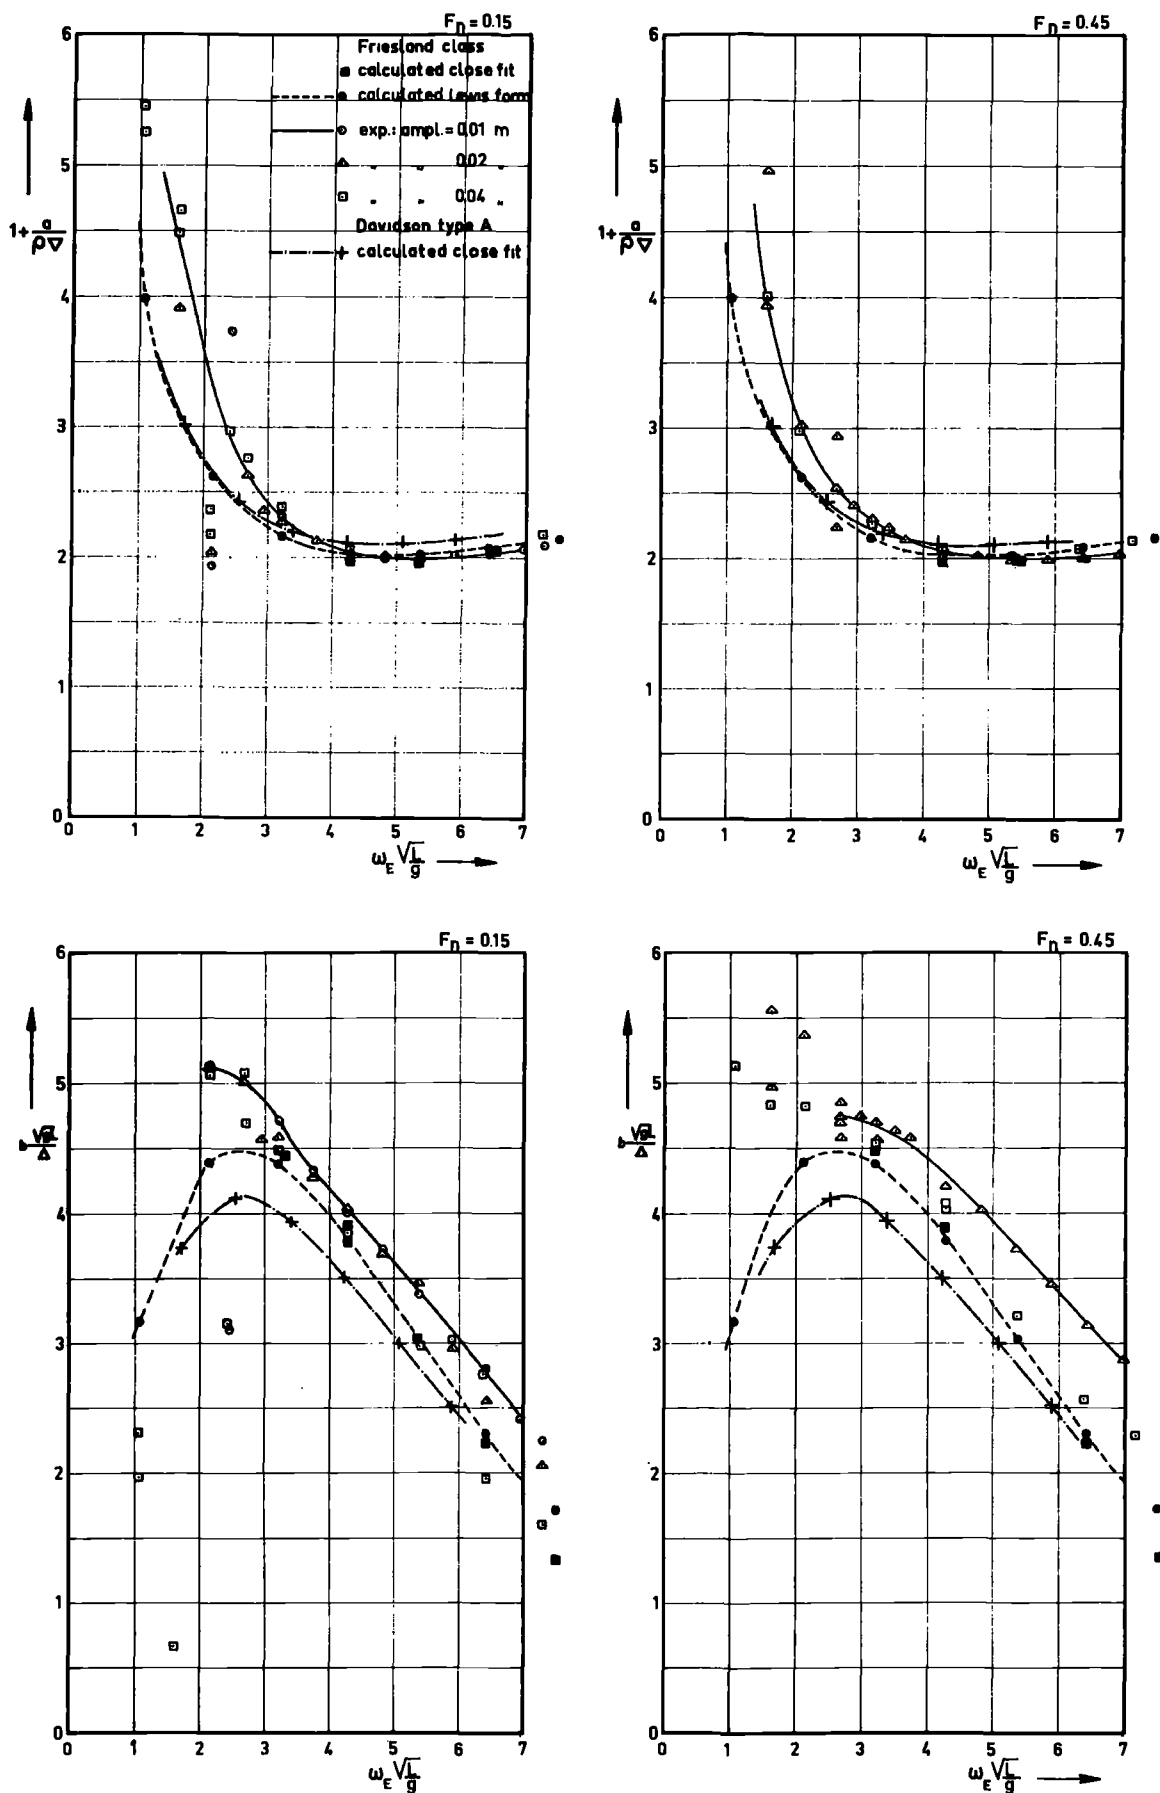 Fn = 0.15
Friesland class
calculated close fit
calculated Lewis form
exp.: ampl. = 0.01 m
" " 0.02 "
" " 0.04 "
Davidson type A
calculated close fit
1+ a/ρ∇
6
5
4
3
2
1
0
0 1 2 3 4 5 6 7
ωE √L/g
Fn = 0.45
1+ a/ρ∇
6
5
4
3
2
1
0
0 1 2 3 4 5 6 7
ωE √L/g
Fn = 0.15
b √gL/Δ
6
5
4
3
2
1
0
0 1 2 3 4 5 6 7
ωE √L/g
Fn = 0.45
b √gL/Δ
6
5
4
3
2
1
0
0 1 2 3 4 5 6 7
ωE √L/g